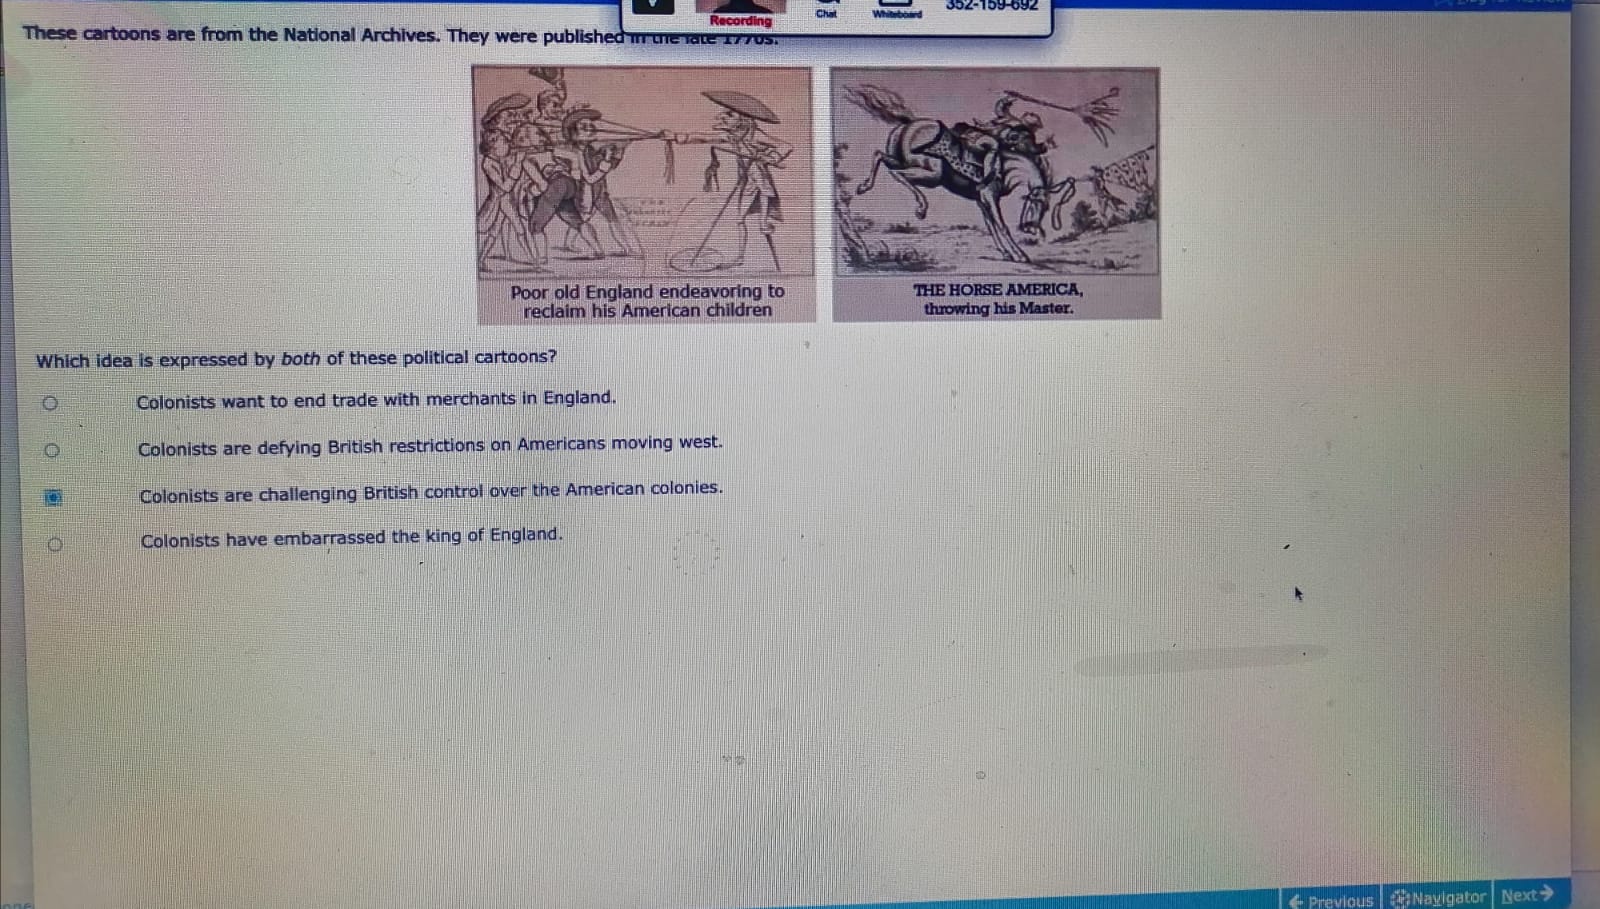 352-159-692
Recording
Chat
Whiteboard
These cartoons are from the National Archives. They were published in the late 1770s.
Poor old England endeavoring to
reclaim his American children
THE HORSE AMERICA,
throwing his Master.
Which idea is expressed by both of these political cartoons?
Colonists want to end trade with merchants in England.
Colonists are defying British restrictions on Americans moving west.
Colonists are challenging British control over the American colonies.
Colonists have embarrassed the king of England.
Previous
Navigator
Next